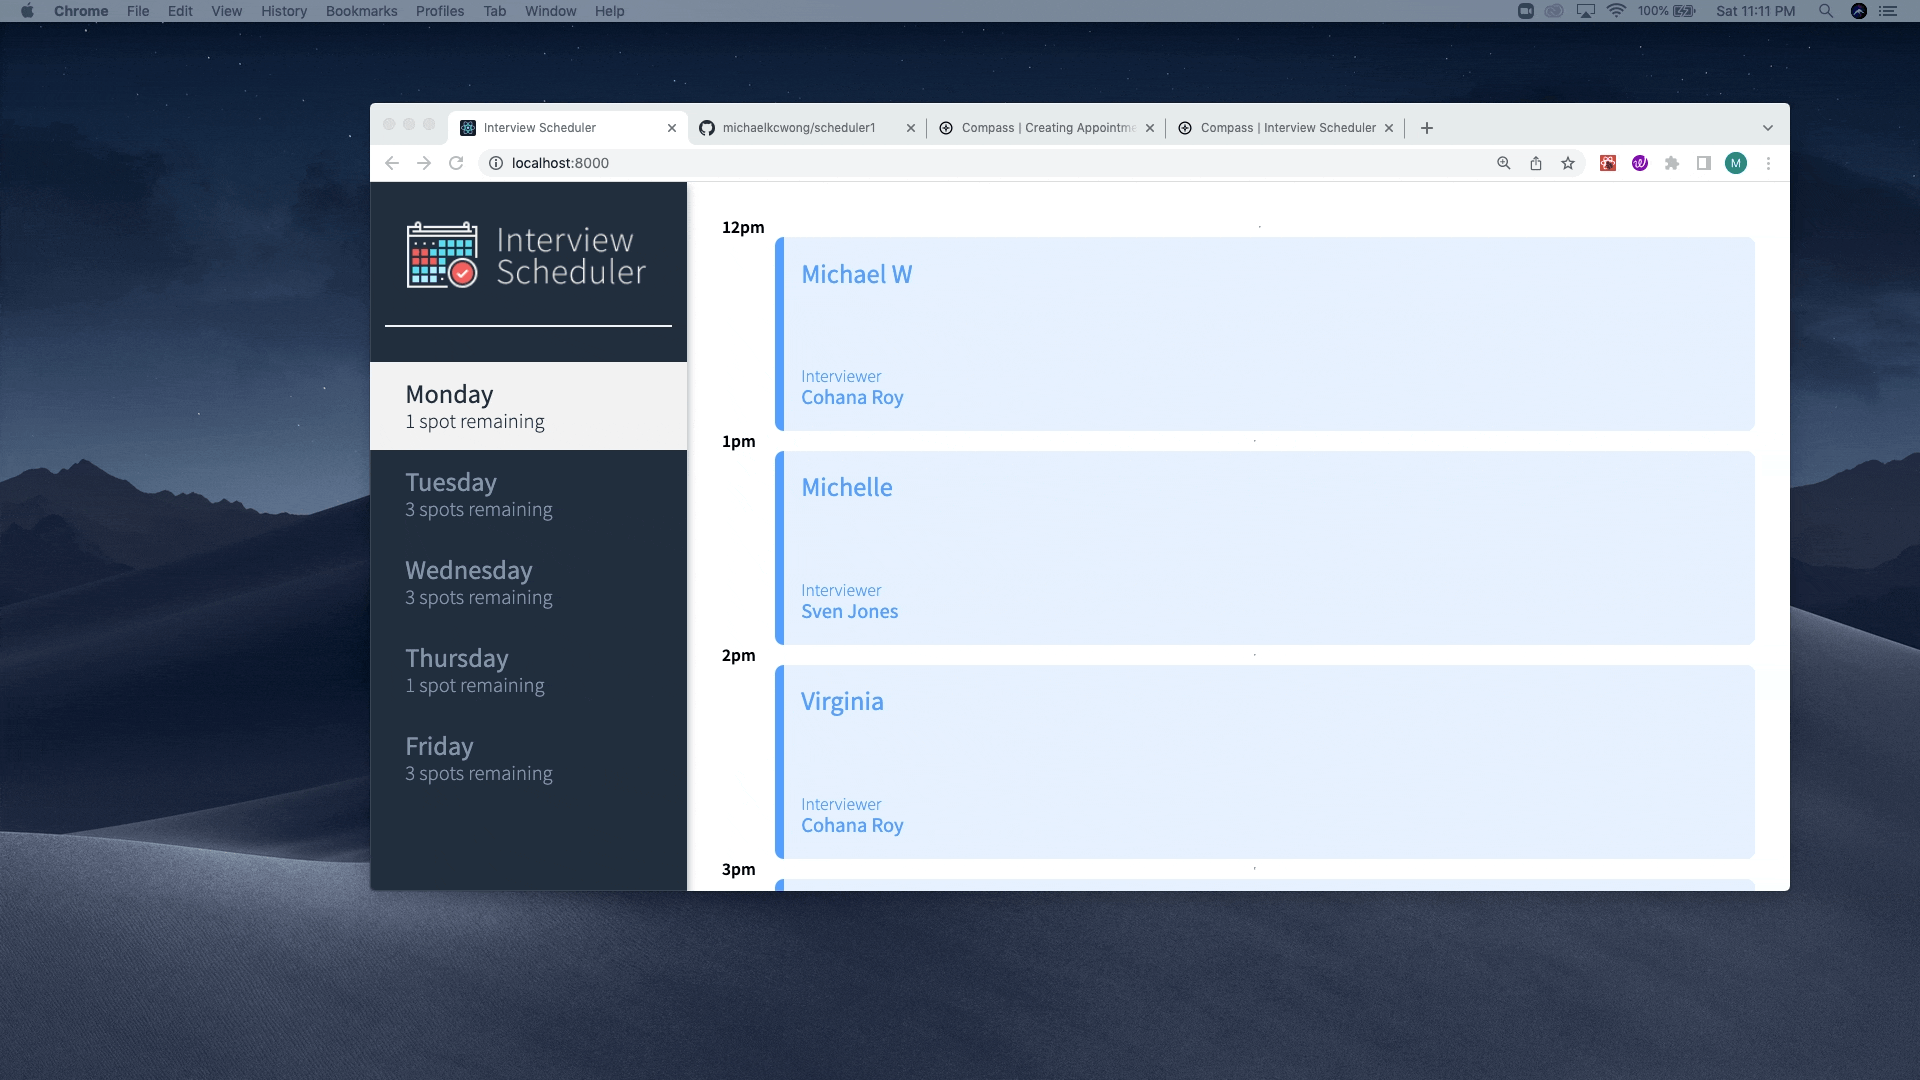 Chrome File Edit View History Bookmarks Profiles Tab Window Help 100% Sat 11:11 PM
Interview Scheduler michaelkcwong/scheduler1 Compass | Creating Appointme Compass | Interview Scheduler
localhost:8000 M
Interview
Scheduler
Monday
1 spot remaining
Tuesday
3 spots remaining
Wednesday
3 spots remaining
Thursday
1 spot remaining
Friday
3 spots remaining
12pm
Michael W
Interviewer
Cohana Roy
1pm
Michelle
Interviewer
Sven Jones
2pm
Virginia
Interviewer
Cohana Roy
3pm